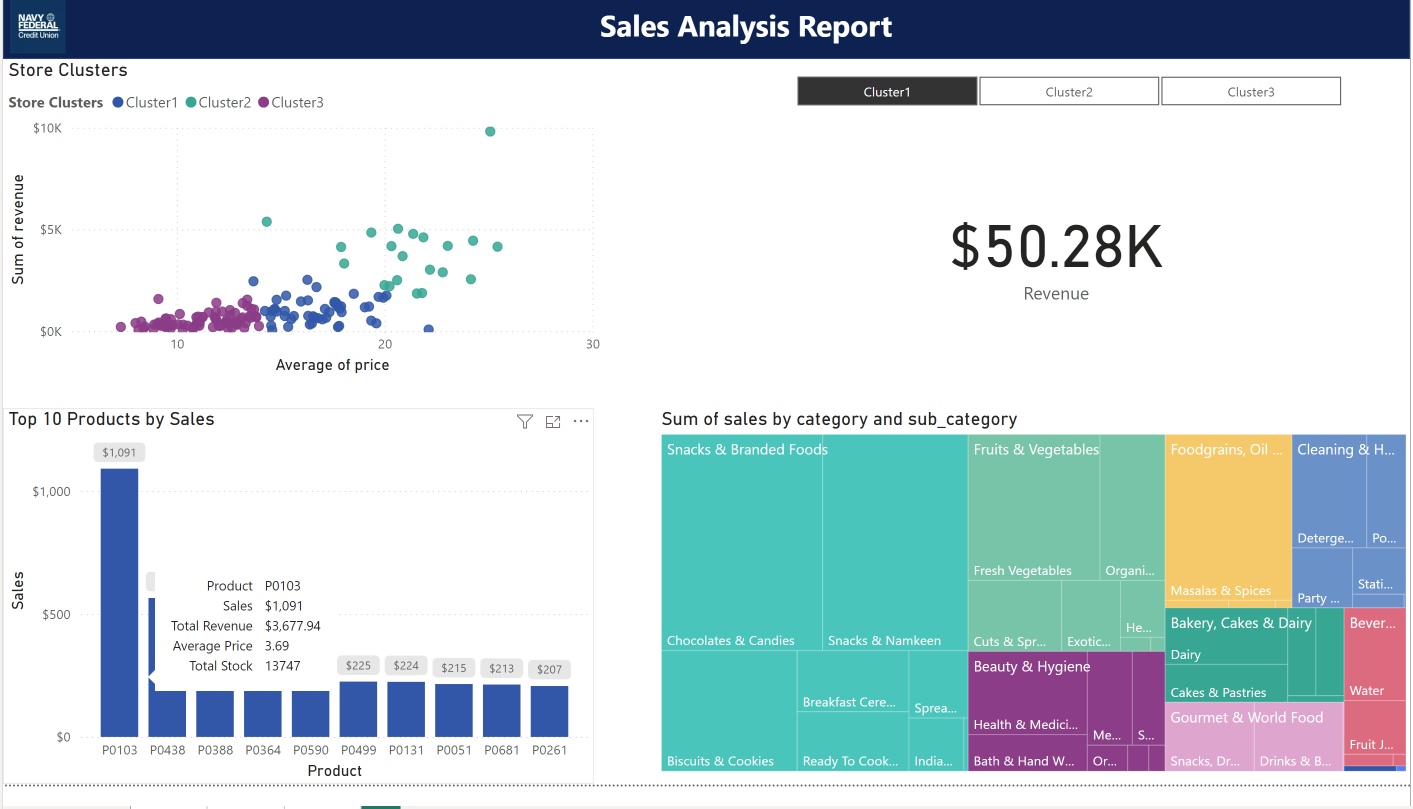 NAVY
FEDERAL
Credit Union
Sales Analysis Report
Store Clusters
Store Clusters Cluster1 Cluster2 Cluster3
Cluster1 Cluster2 Cluster3
$10K
$5K
$0K
Sum of revenue
10 20 30
Average of price
$50.28K
Revenue
Top 10 Products by Sales
$1,091
$1,000
$500
$0
Sales
Product P0103
Sales $1,091
Total Revenue $3,677.94
Average Price 3.69
Total Stock 13747
$225 $224 $215 $213 $207
P0103 P0438 P0388 P0364 P0590 P0499 P0131 P0051 P0681 P0261
Product
Sum of sales by category and sub_category
Snacks & Branded Foods
Chocolates & Candies
Snacks & Namkeen
Biscuits & Cookies
Breakfast Cere...
Ready To Cook...
Sprea...
India...
Fruits & Vegetables
Fresh Vegetables
Organi...
Cuts & Spr...
Exotic...
He...
Beauty & Hygiene
Health & Medici...
Bath & Hand W...
Me...
S...
Or...
Foodgrains, Oil ...
Masalas & Spices
Cleaning & H...
Deterge...
Po...
Party ...
Stati...
Bakery, Cakes & Dairy
Dairy
Cakes & Pastries
Gourmet & World Food
Snacks, Dr...
Drinks & B...
Bever...
Water
Fruit J...